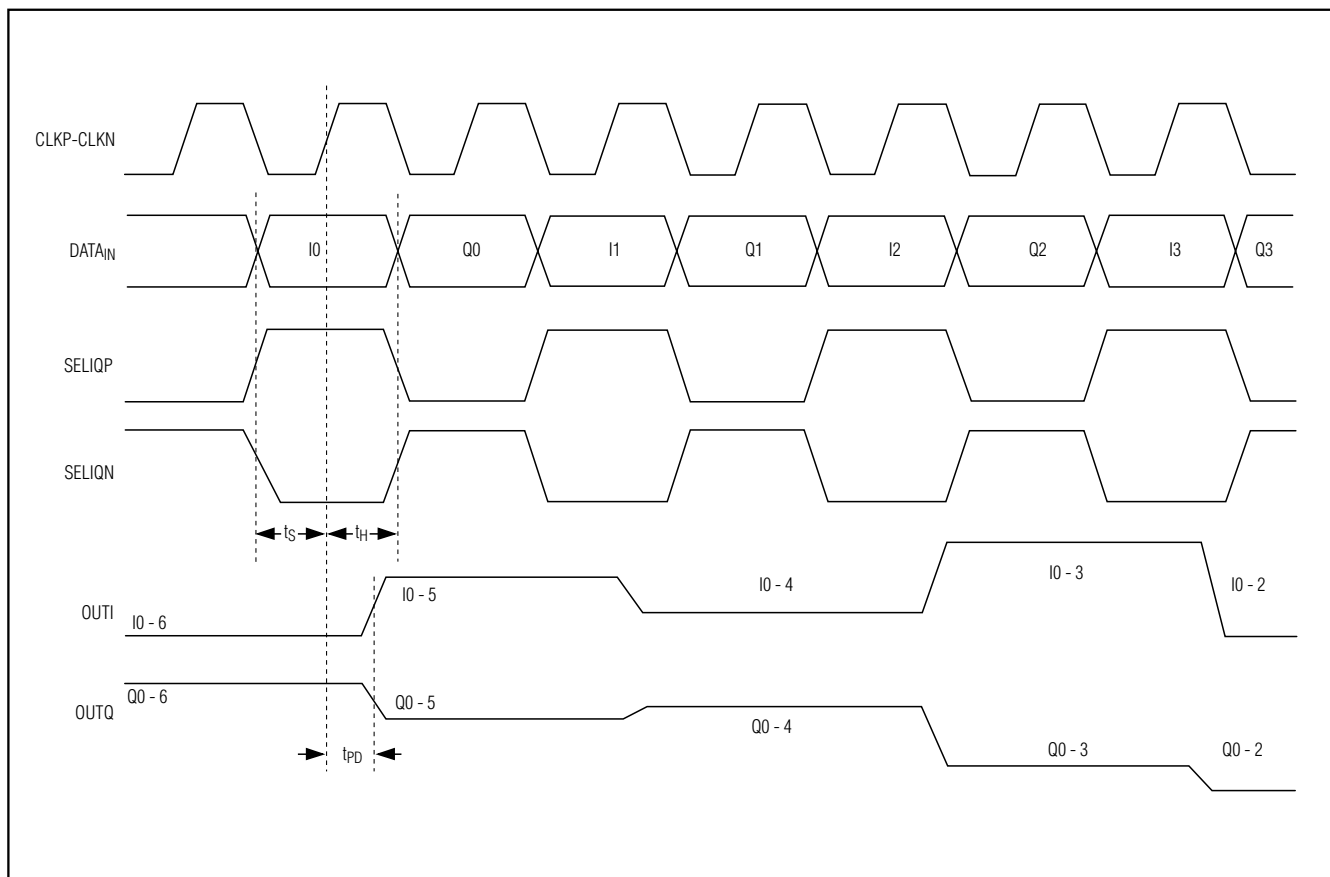 CLKP-CLKN
DATAIN I0 Q0 I1 Q1 I2 Q2 I3 Q3
SELIQP
SELIQN
tS tH
OUTI I0 - 6 I0 - 5 I0 - 4 I0 - 3 I0 - 2
OUTQ Q0 - 6 Q0 - 5 Q0 - 4 Q0 - 3 Q0 - 2
tPD